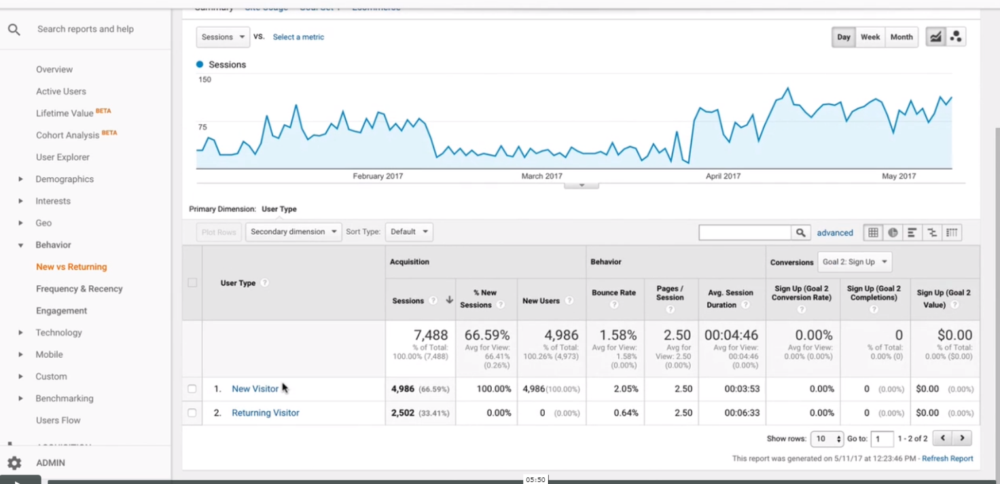 Summary Site Usage Goal Set 1 Ecommerce
Search reports and help
Sessions VS. Select a metric
Day Week Month
Sessions
150
75
February 2017 March 2017 April 2017 May 2017
Overview
Active Users
Lifetime Value BETA
Cohort Analysis BETA
User Explorer
Demographics
Interests
Geo
Behavior
New vs Returning
Frequency & Recency
Engagement
Technology
Mobile
Custom
Benchmarking
Users Flow
ACQUISITION
ADMIN
Primary Dimension: User Type
Plot Rows Secondary dimension Sort Type: Default advanced
User Type
Acquisition
Behavior
Conversions Goal 2: Sign Up
Sessions
% New
Sessions
New Users
Bounce Rate
Pages /
Session
Avg. Session
Duration
Sign Up (Goal 2
Conversion Rate)
Sign Up (Goal 2
Completions)
Sign Up (Goal 2
Value)
7,488
% of Total:
100.00% (7,488)
66.59%
Avg for View:
66.41%
(0.26%)
4,986
% of Total:
100.26% (4,973)
1.58%
Avg for View:
1.58%
(0.00%)
2.50
Avg for
View: 2.50
(0.00%)
00:04:46
Avg for View:
00:04:46
(0.00%)
0.00%
Avg for View:
0.00% (0.00%)
0
% of Total:
0.00% (0)
$0.00
% of Total:
0.00% ($0.00)
1. New Visitor 4,986 (66.59%) 100.00% 4,986(100.00%) 2.05% 2.50 00:03:53 0.00% 0 (0.00%) $0.00 (0.00%)
2. Returning Visitor 2,502 (33.41%) 0.00% 0 (0.00%) 0.64% 2.50 00:06:33 0.00% 0 (0.00%) $0.00 (0.00%)
Show rows: 10 Go to: 1 1 - 2 of 2
This report was generated on 5/11/17 at 12:23:46 PM - Refresh Report
05:50